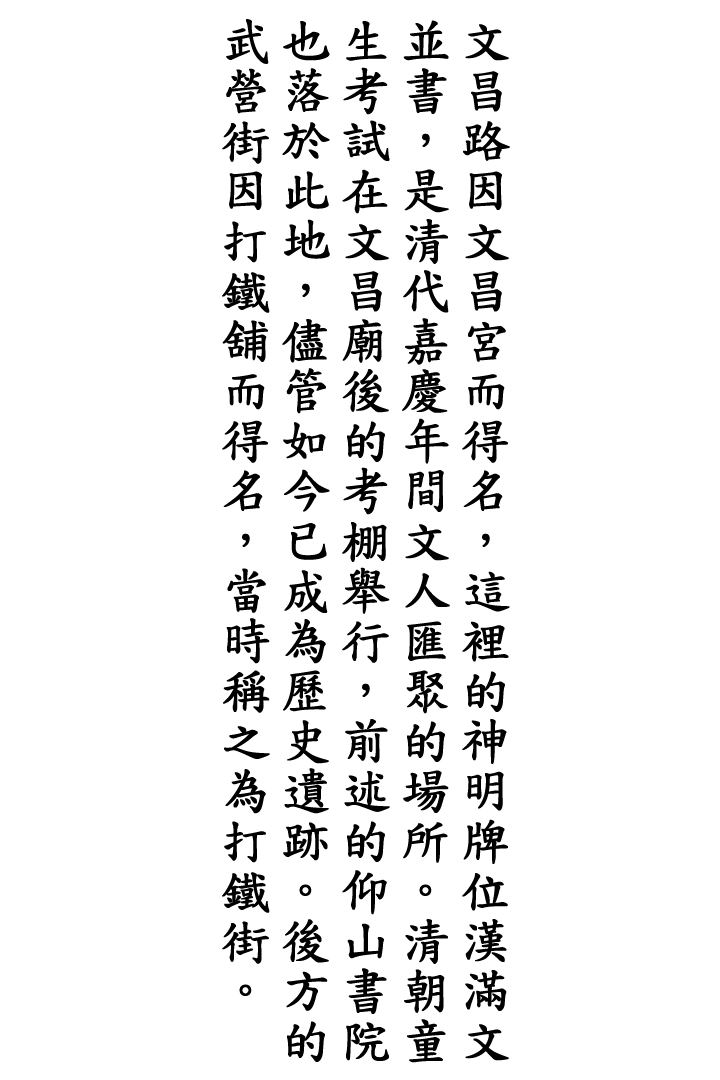 文昌路因文昌宮而得名，這裡的神明牌位漢滿文
並書，是清代嘉慶年間文人匯聚的場所。清朝童
生考試在文昌廟後的考棚舉行，前述的仰山書院
也落於此地，儘管如今已成為歷史遺跡。後方的
武營街因打鐵舖而得名，當時稱之為打鐵街。